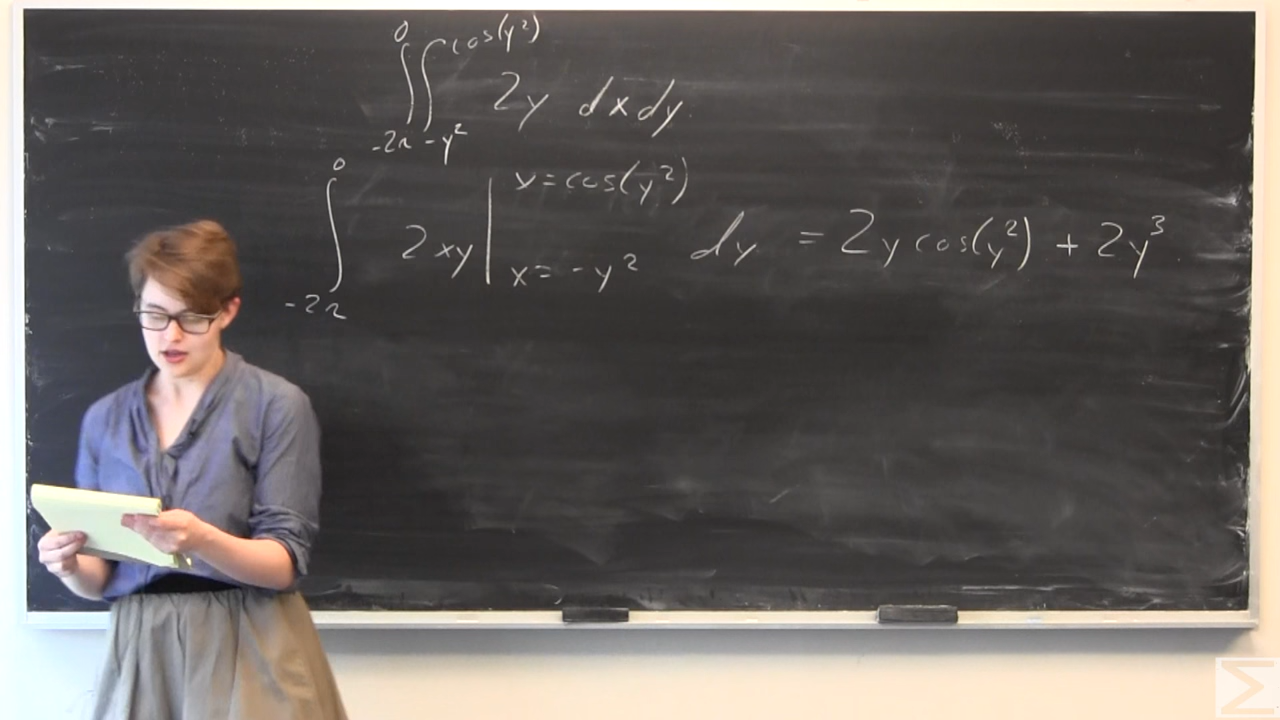 ∫_{-2π}^{0} ∫_{-y²}^{cos(y²)} 2y dx dy
∫_{-2π}^{0} 2xy |_{x=-y²}^{x=cos(y²)} dy = 2y cos(y²) + 2y³
Σ